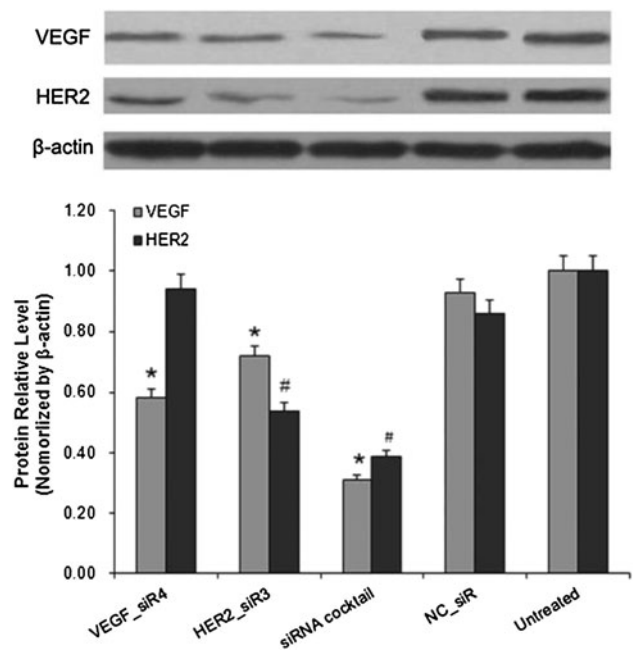 VEGF
HER2
β-actin
1.20
1.00
0.80
0.60
0.40
0.20
0.00
Protein Relative Level
(Nomorlized by β-actin)
VEGF
HER2
*
*
#
*
#
VEGF_siR4
HER2_siR3
siRNA cocktail
NC_siR
Untreated